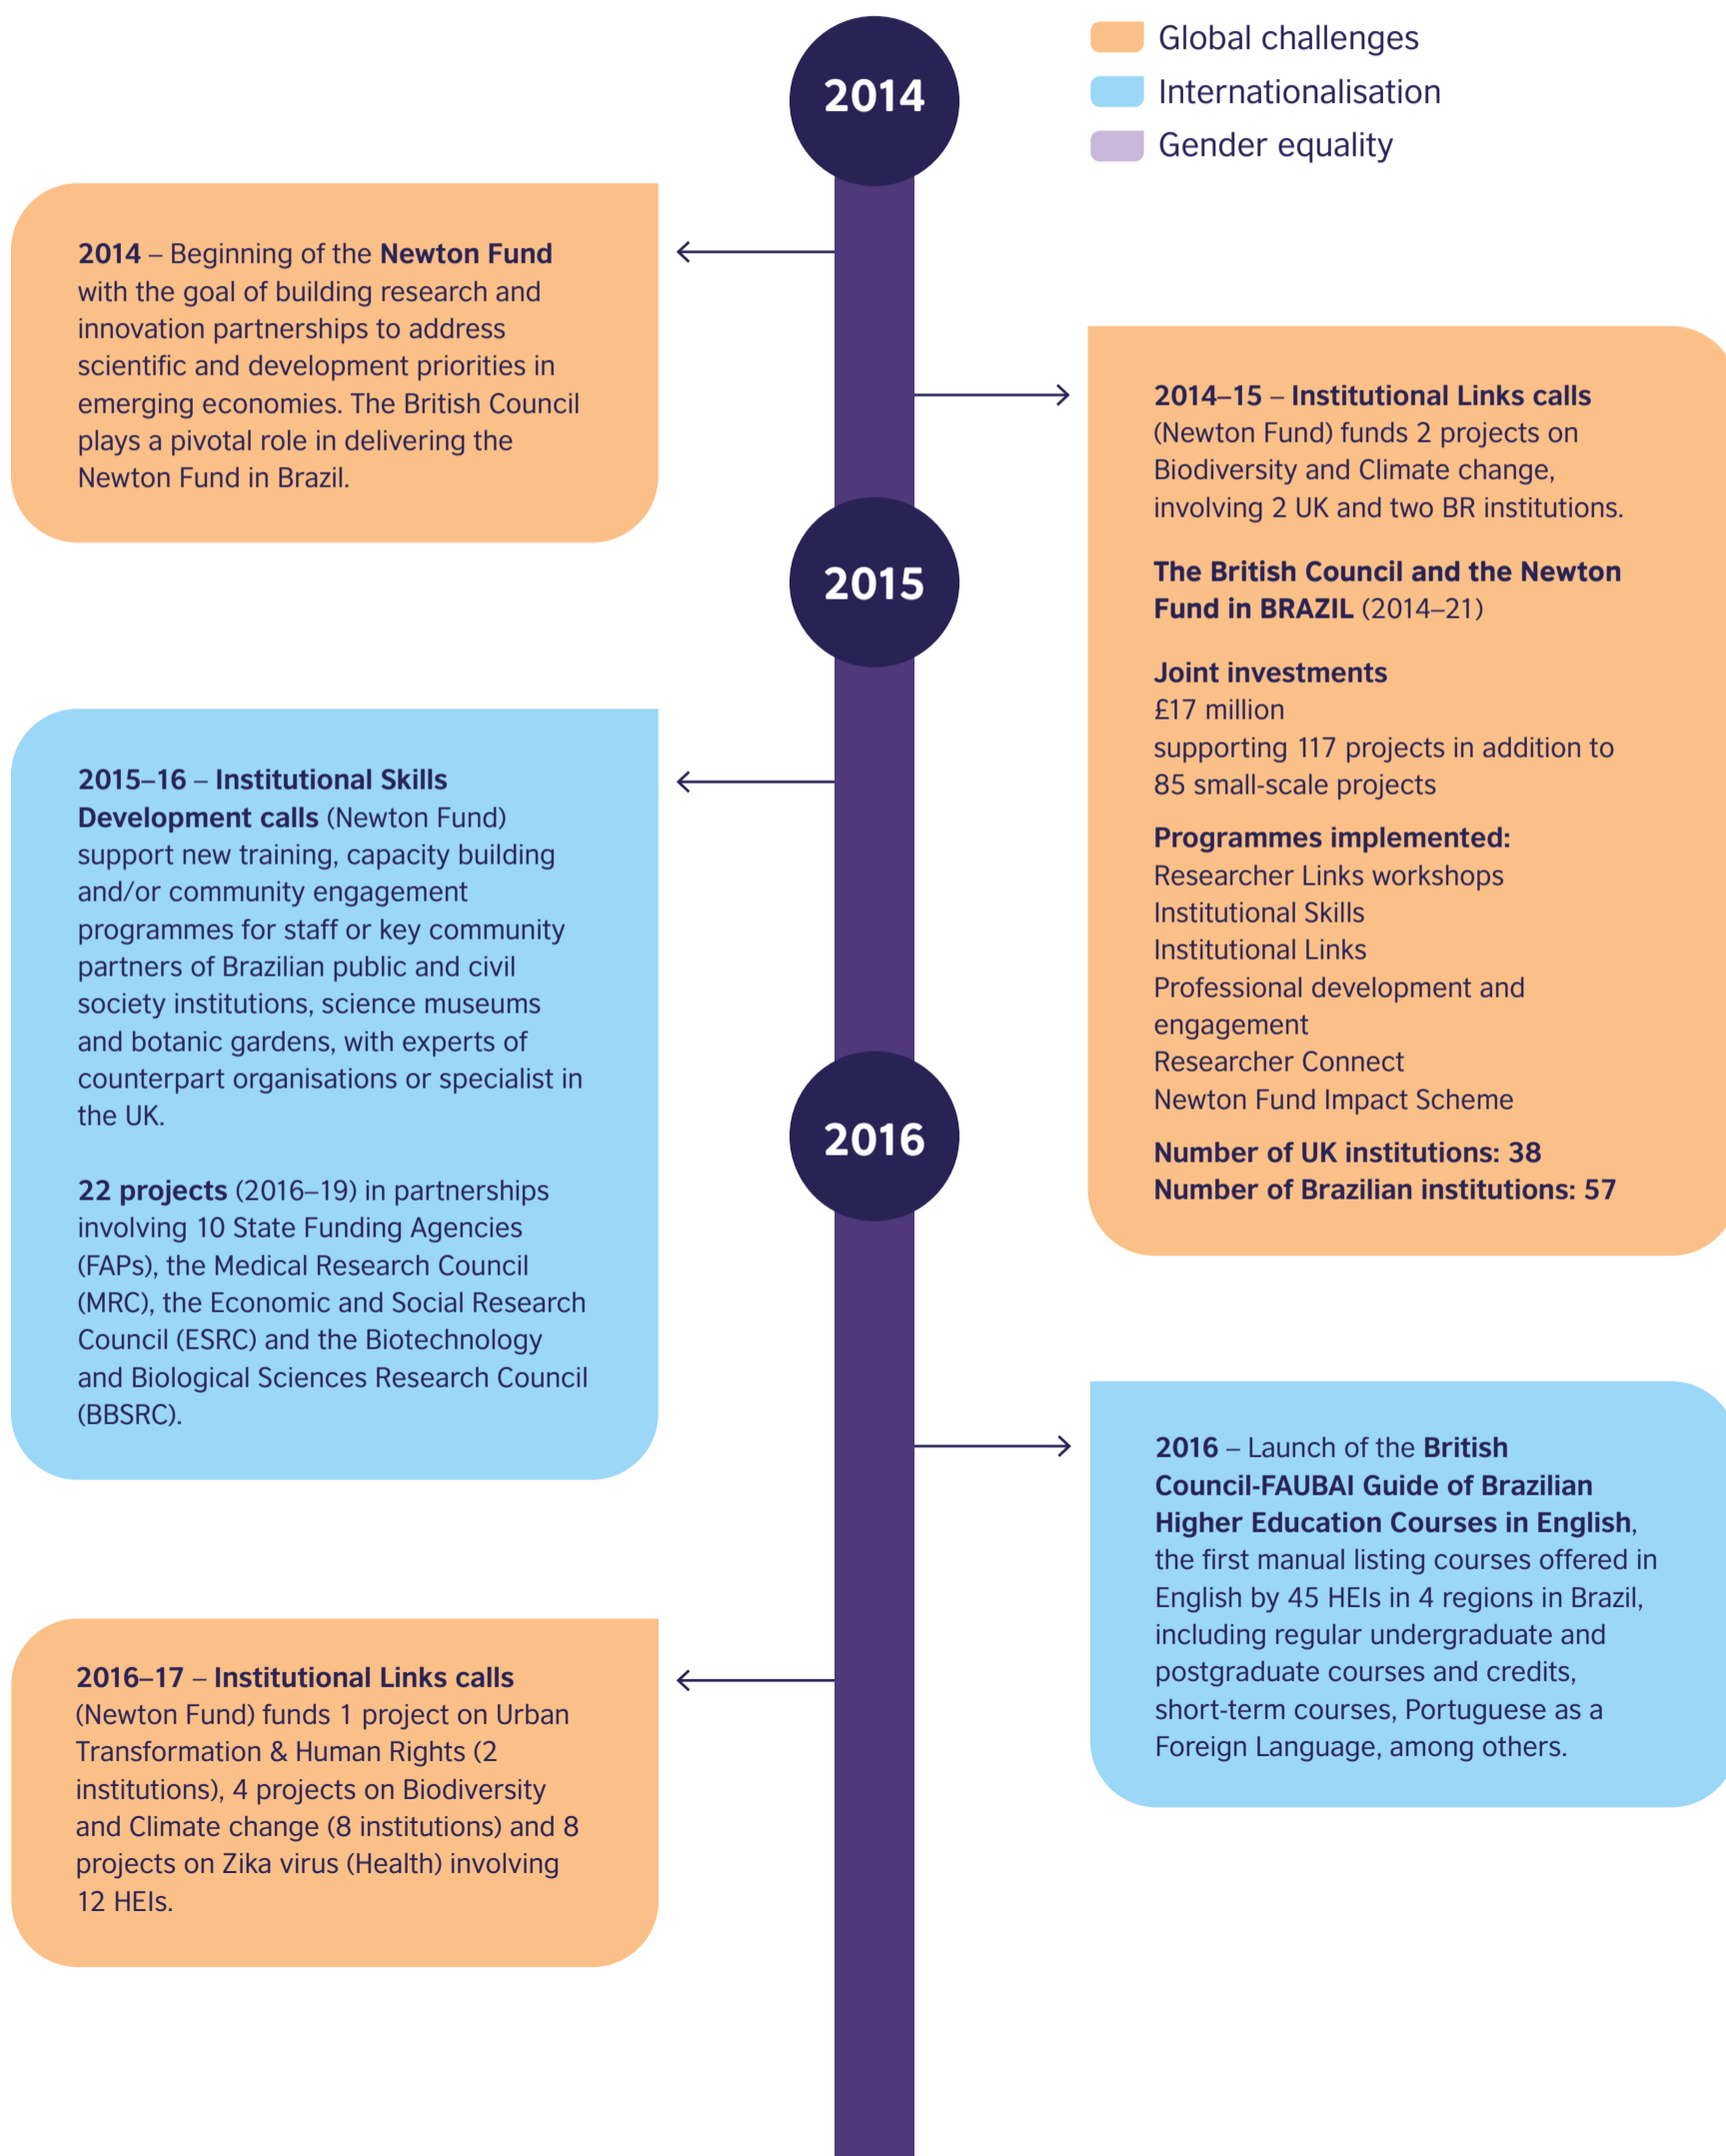 2014
Global challenges
Internationalisation
Gender equality
2014 – Beginning of the Newton Fund
with the goal of building research and
innovation partnerships to address
scientific and development priorities in
emerging economies. The British Council
plays a pivotal role in delivering the
Newton Fund in Brazil.
2014–15 – Institutional Links calls
(Newton Fund) funds 2 projects on
Biodiversity and Climate change,
involving 2 UK and two BR institutions.
The British Council and the Newton
Fund in BRAZIL (2014–21)
Joint investments
£17 million
supporting 117 projects in addition to
85 small-scale projects
Programmes implemented:
Researcher Links workshops
Institutional Skills
Institutional Links
Professional development and
engagement
Researcher Connect
Newton Fund Impact Scheme
Number of UK institutions: 38
Number of Brazilian institutions: 57
2015
2015–16 – Institutional Skills
Development calls (Newton Fund)
support new training, capacity building
and/or community engagement
programmes for staff or key community
partners of Brazilian public and civil
society institutions, science museums
and botanic gardens, with experts of
counterpart organisations or specialist in
the UK.
22 projects (2016–19) in partnerships
involving 10 State Funding Agencies
(FAPs), the Medical Research Council
(MRC), the Economic and Social Research
Council (ESRC) and the Biotechnology
and Biological Sciences Research Council
(BBSRC).
2016
2016 – Launch of the British
Council-FAUBAI Guide of Brazilian
Higher Education Courses in English,
the first manual listing courses offered in
English by 45 HEIs in 4 regions in Brazil,
including regular undergraduate and
postgraduate courses and credits,
short-term courses, Portuguese as a
Foreign Language, among others.
2016–17 – Institutional Links calls
(Newton Fund) funds 1 project on Urban
Transformation & Human Rights (2
institutions), 4 projects on Biodiversity
and Climate change (8 institutions) and 8
projects on Zika virus (Health) involving
12 HEIs.